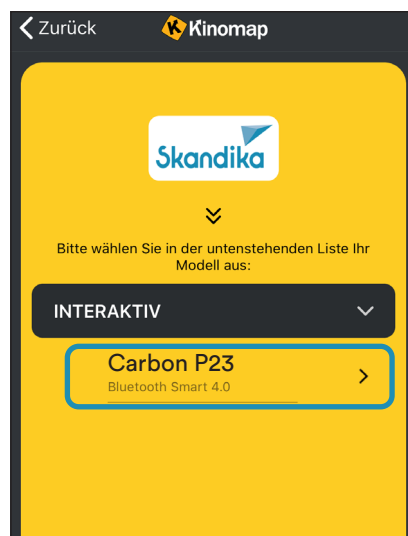 Zurück Kinomap
Skandika
Bitte wählen Sie in der untenstehenden Liste Ihr
Modell aus:
INTERAKTIV
Carbon P23
Bluetooth Smart 4.0